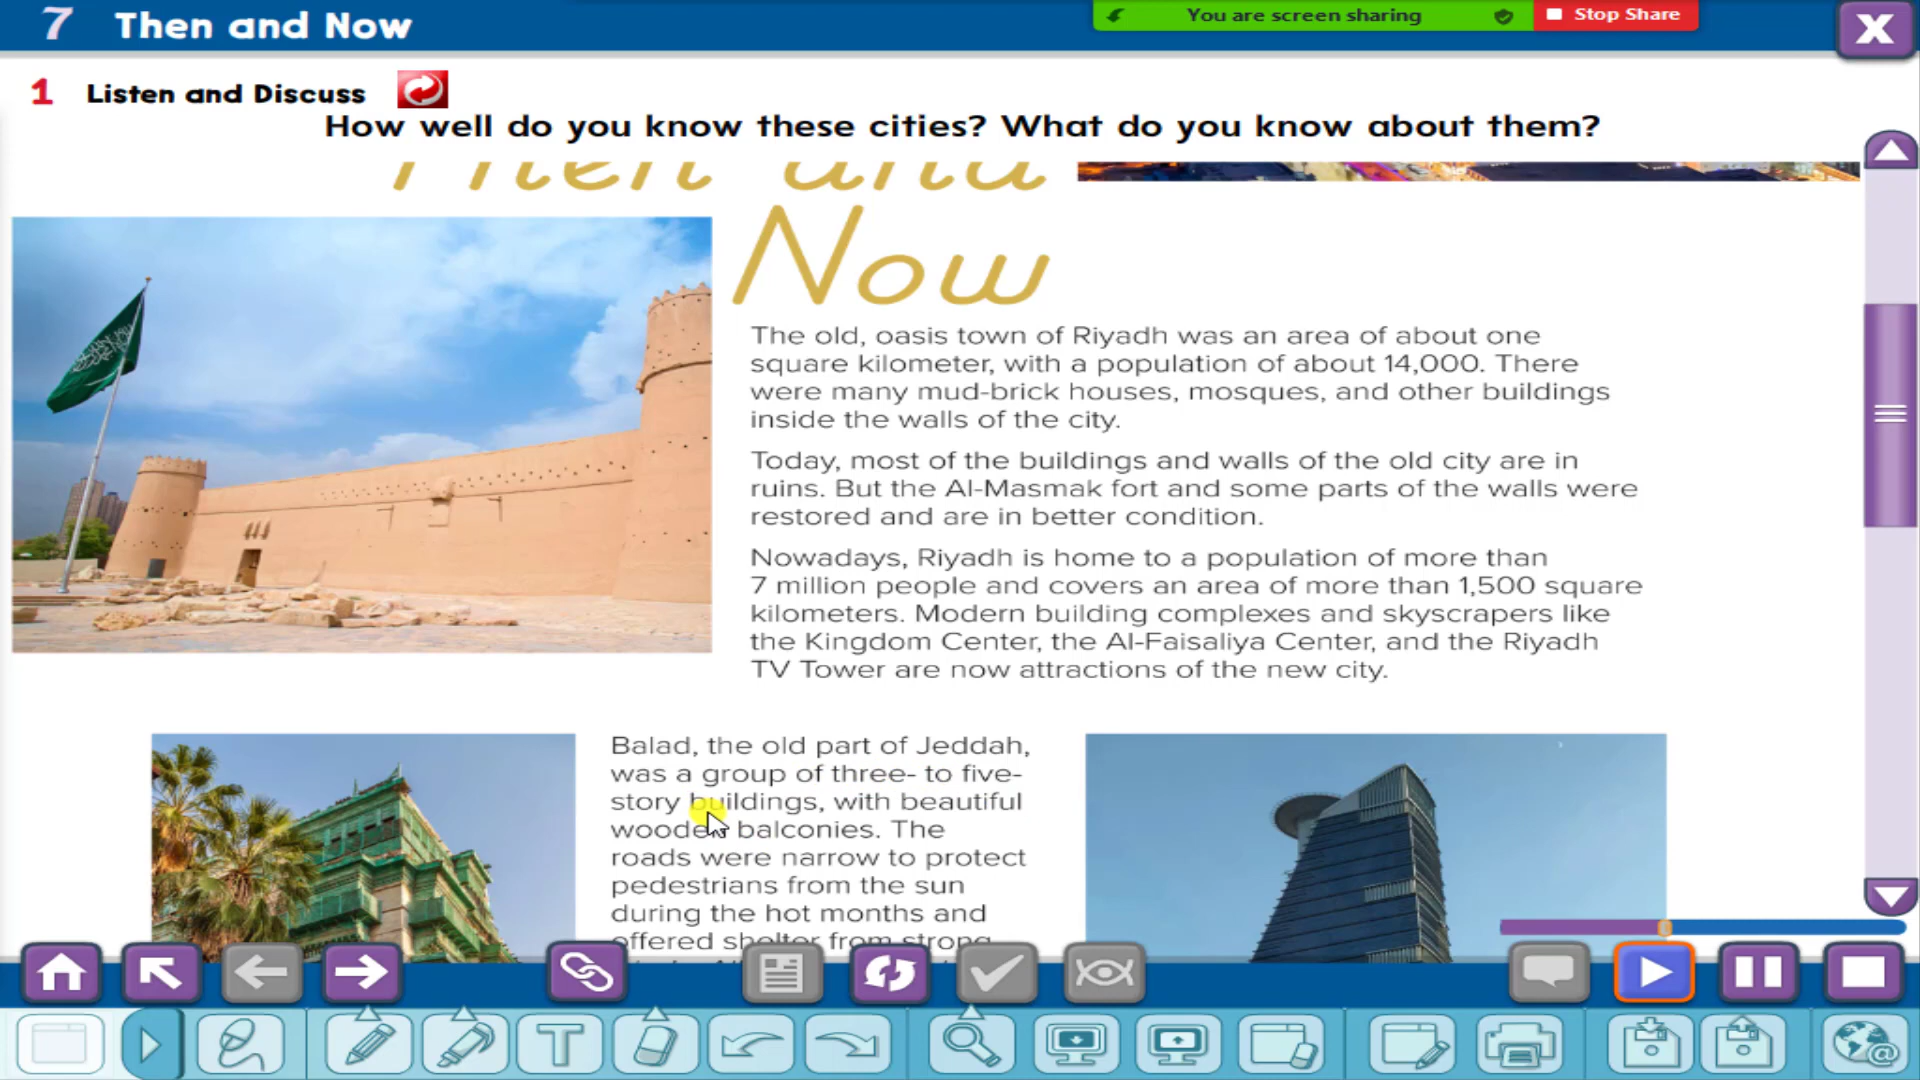 7 Then and Now
You are screen sharing
Stop Share
X
1 Listen and Discuss
How well do you know these cities? What do you know about them?
Then and
Now
The old, oasis town of Riyadh was an area of about one
square kilometer, with a population of about 14,000. There
were many mud-brick houses, mosques, and other buildings
inside the walls of the city.
Today, most of the buildings and walls of the old city are in
ruins. But the Al-Masmak fort and some parts of the walls were
restored and are in better condition.
Nowadays, Riyadh is home to a population of more than
7 million people and covers an area of more than 1,500 square
kilometers. Modern building complexes and skyscrapers like
the Kingdom Center, the Al-Faisaliya Center, and the Riyadh
TV Tower are now attractions of the new city.
Balad, the old part of Jeddah,
was a group of three- to five-
story buildings, with beautiful
wooden balconies. The
roads were narrow to protect
pedestrians from the sun
during the hot months and
offered shelter from strong
T
@